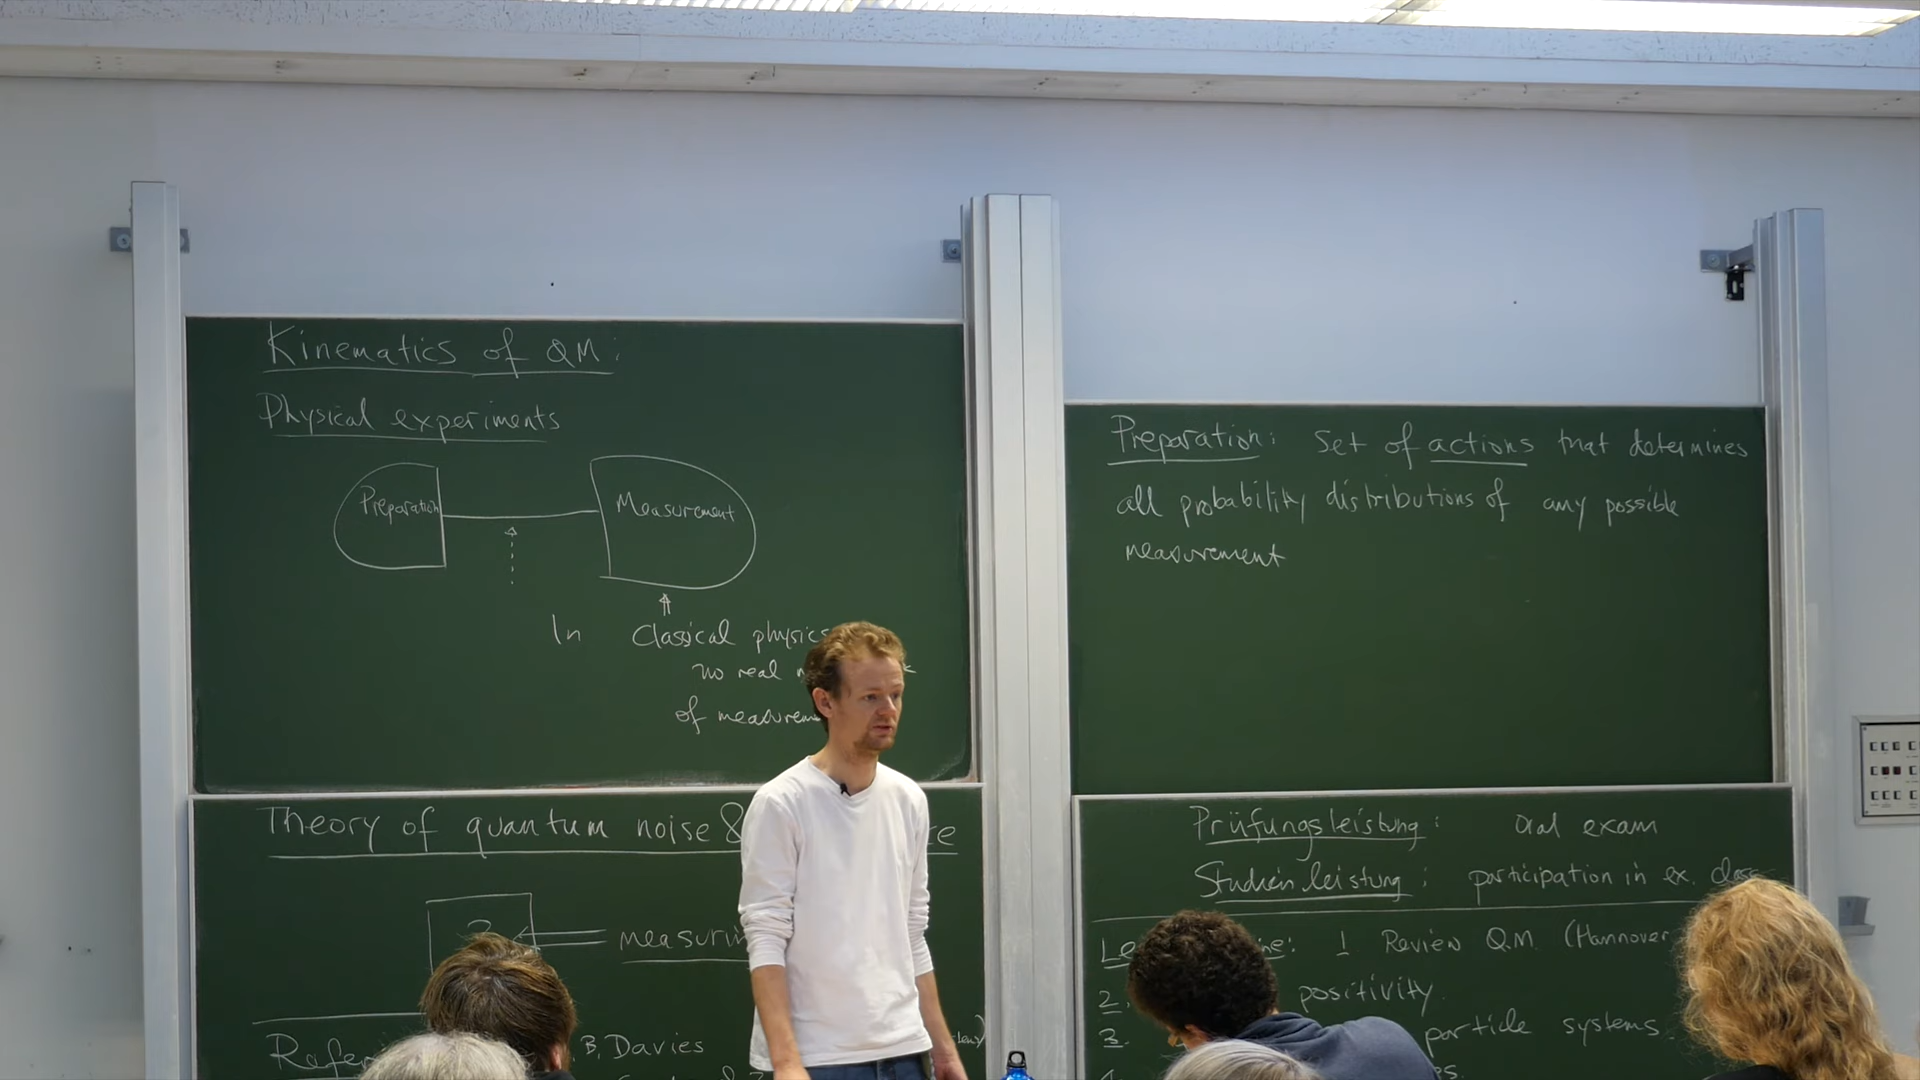 Kinematics of QM:
Physical experiments
Preparation
Measurement
In Classical physics
no real
of measurem
Preparation: Set of actions that determines
all probability distributions of any possible
measurement
Theory of quantum noise &
?
measurin
Refer
B. Davies
Prüfungsleistung: oral exam
Studienleistung: participation in ex. class
1 Review QM (Hannover
2. positivity.
3. particle systems.